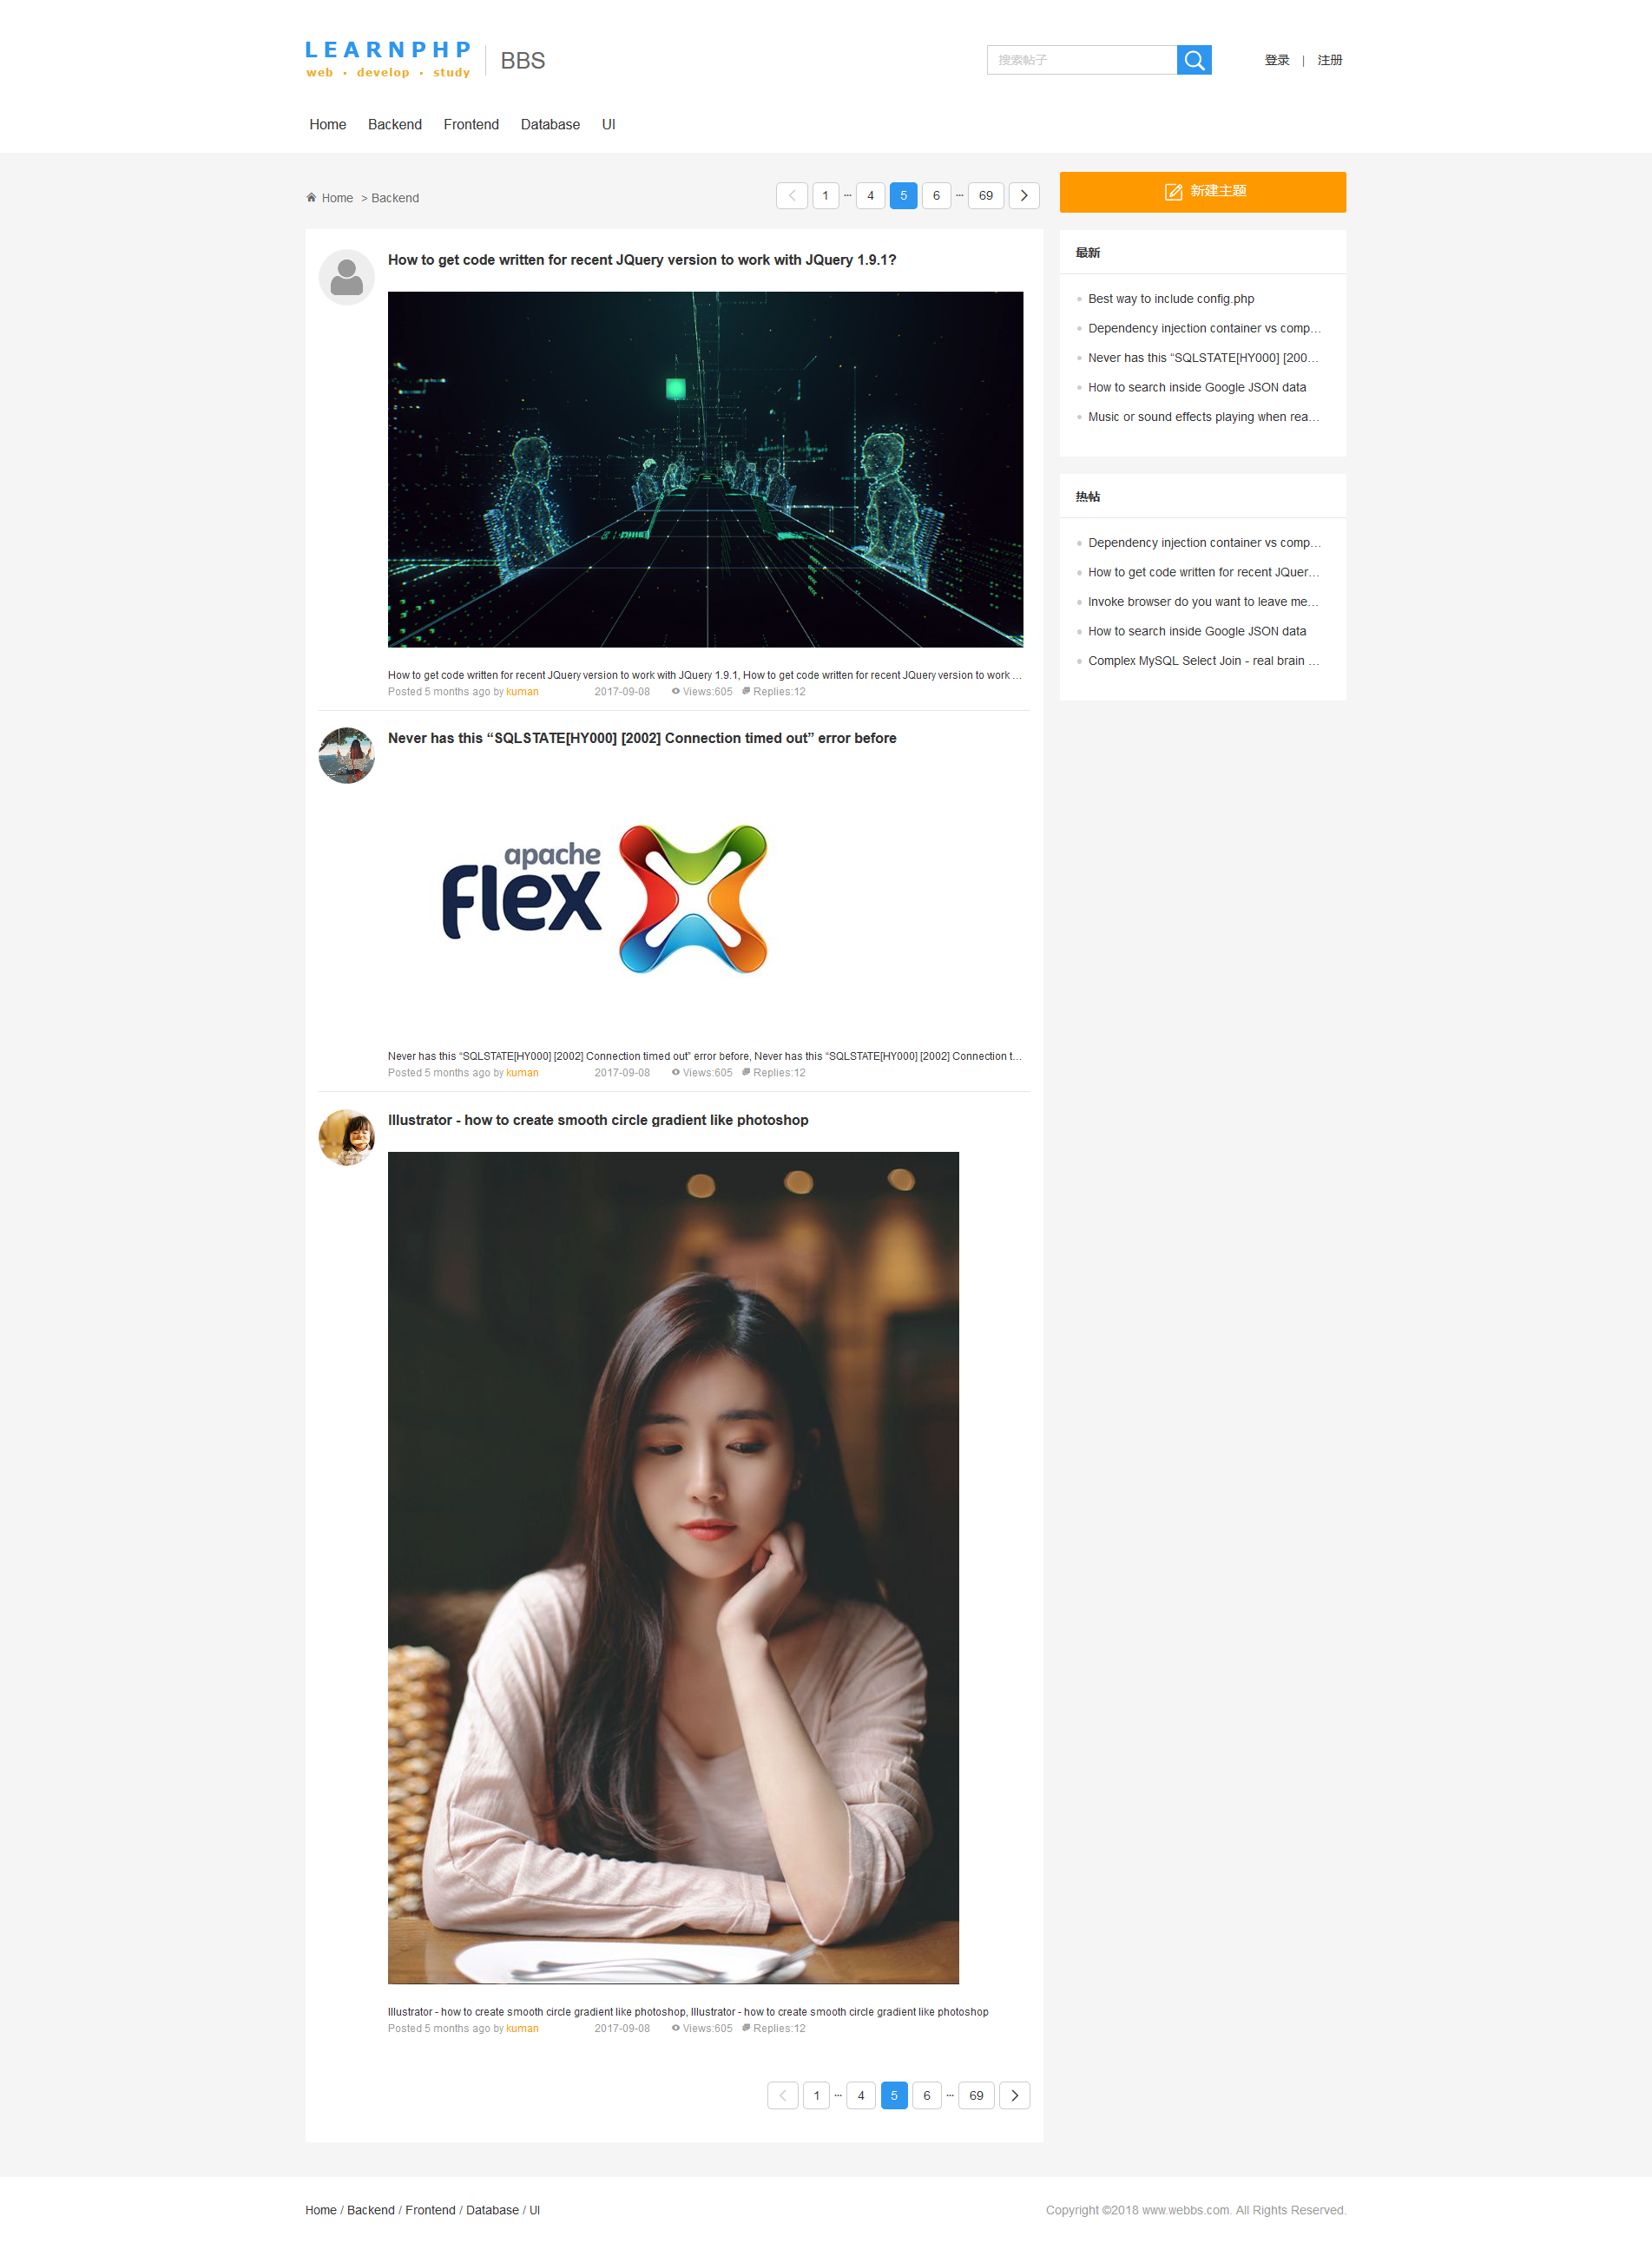 LEARNPHP
web · develop · study
BBS
搜索帖子
登录 | 注册
Home Backend Frontend Database UI
Home > Backend
1 ··· 4 5 6 ··· 69
新建主题
How to get code written for recent JQuery version to work with JQuery 1.9.1?
How to get code written for recent JQuery version to work with JQuery 1.9.1, How to get code written for recent JQuery version to work ...
Posted 5 months ago by kuman 2017-09-08 Views:605 Replies:12
Never has this “SQLSTATE[HY000] [2002] Connection timed out” error before
apache
flex
Never has this “SQLSTATE[HY000] [2002] Connection timed out” error before, Never has this “SQLSTATE[HY000] [2002] Connection t...
Posted 5 months ago by kuman 2017-09-08 Views:605 Replies:12
Illustrator - how to create smooth circle gradient like photoshop
Illustrator - how to create smooth circle gradient like photoshop, Illustrator - how to create smooth circle gradient like photoshop
Posted 5 months ago by kuman 2017-09-08 Views:605 Replies:12
1 ··· 4 5 6 ··· 69
最新
Best way to include config.php
Dependency injection container vs comp...
Never has this “SQLSTATE[HY000] [200...
How to search inside Google JSON data
Music or sound effects playing when rea...
热帖
Dependency injection container vs comp...
How to get code written for recent JQuer...
Invoke browser do you want to leave me...
How to search inside Google JSON data
Complex MySQL Select Join - real brain ...
Home / Backend / Frontend / Database / UI
Copyright ©2018 www.webbs.com. All Rights Reserved.